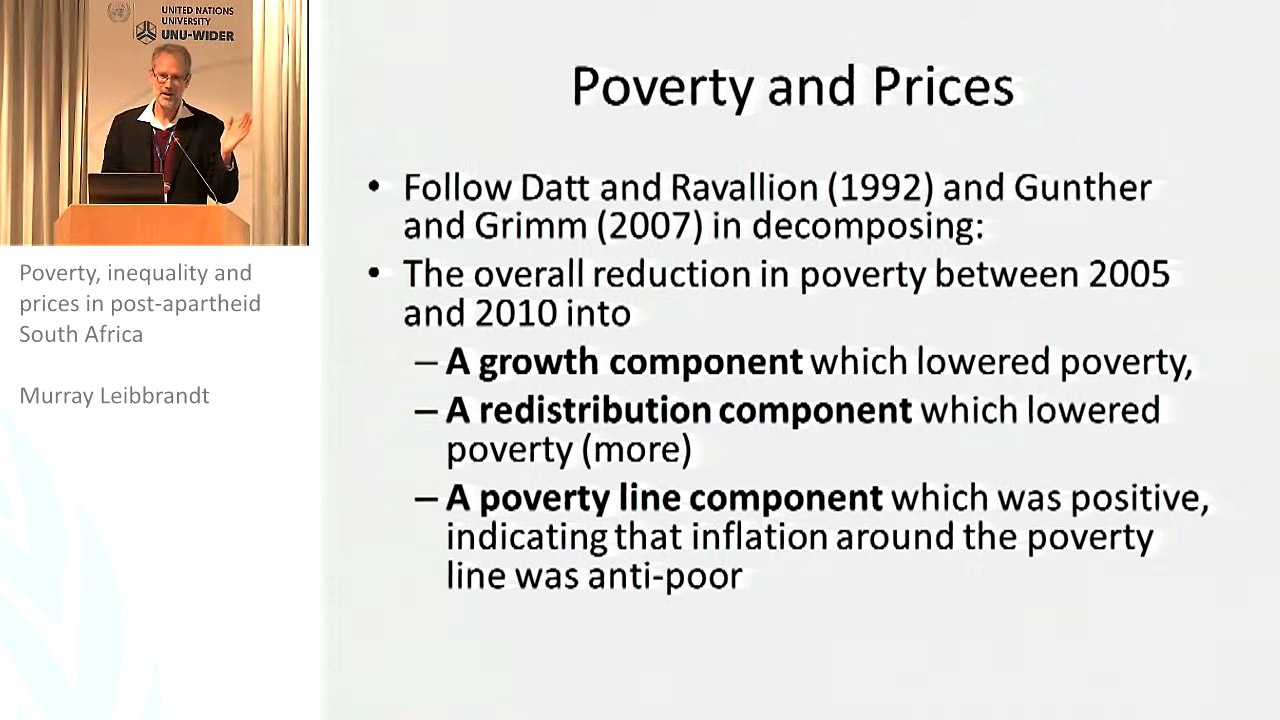 UNITED NATIONS
UNIVERSITY
UNU-WIDER
Poverty, inequality and
prices in post-apartheid
South Africa
Murray Leibbrandt
Poverty and Prices
• Follow Datt and Ravallion (1992) and Gunther
and Grimm (2007) in decomposing:
• The overall reduction in poverty between 2005
and 2010 into
– A growth component which lowered poverty,
– A redistribution component which lowered
poverty (more)
– A poverty line component which was positive,
indicating that inflation around the poverty
line was anti-poor